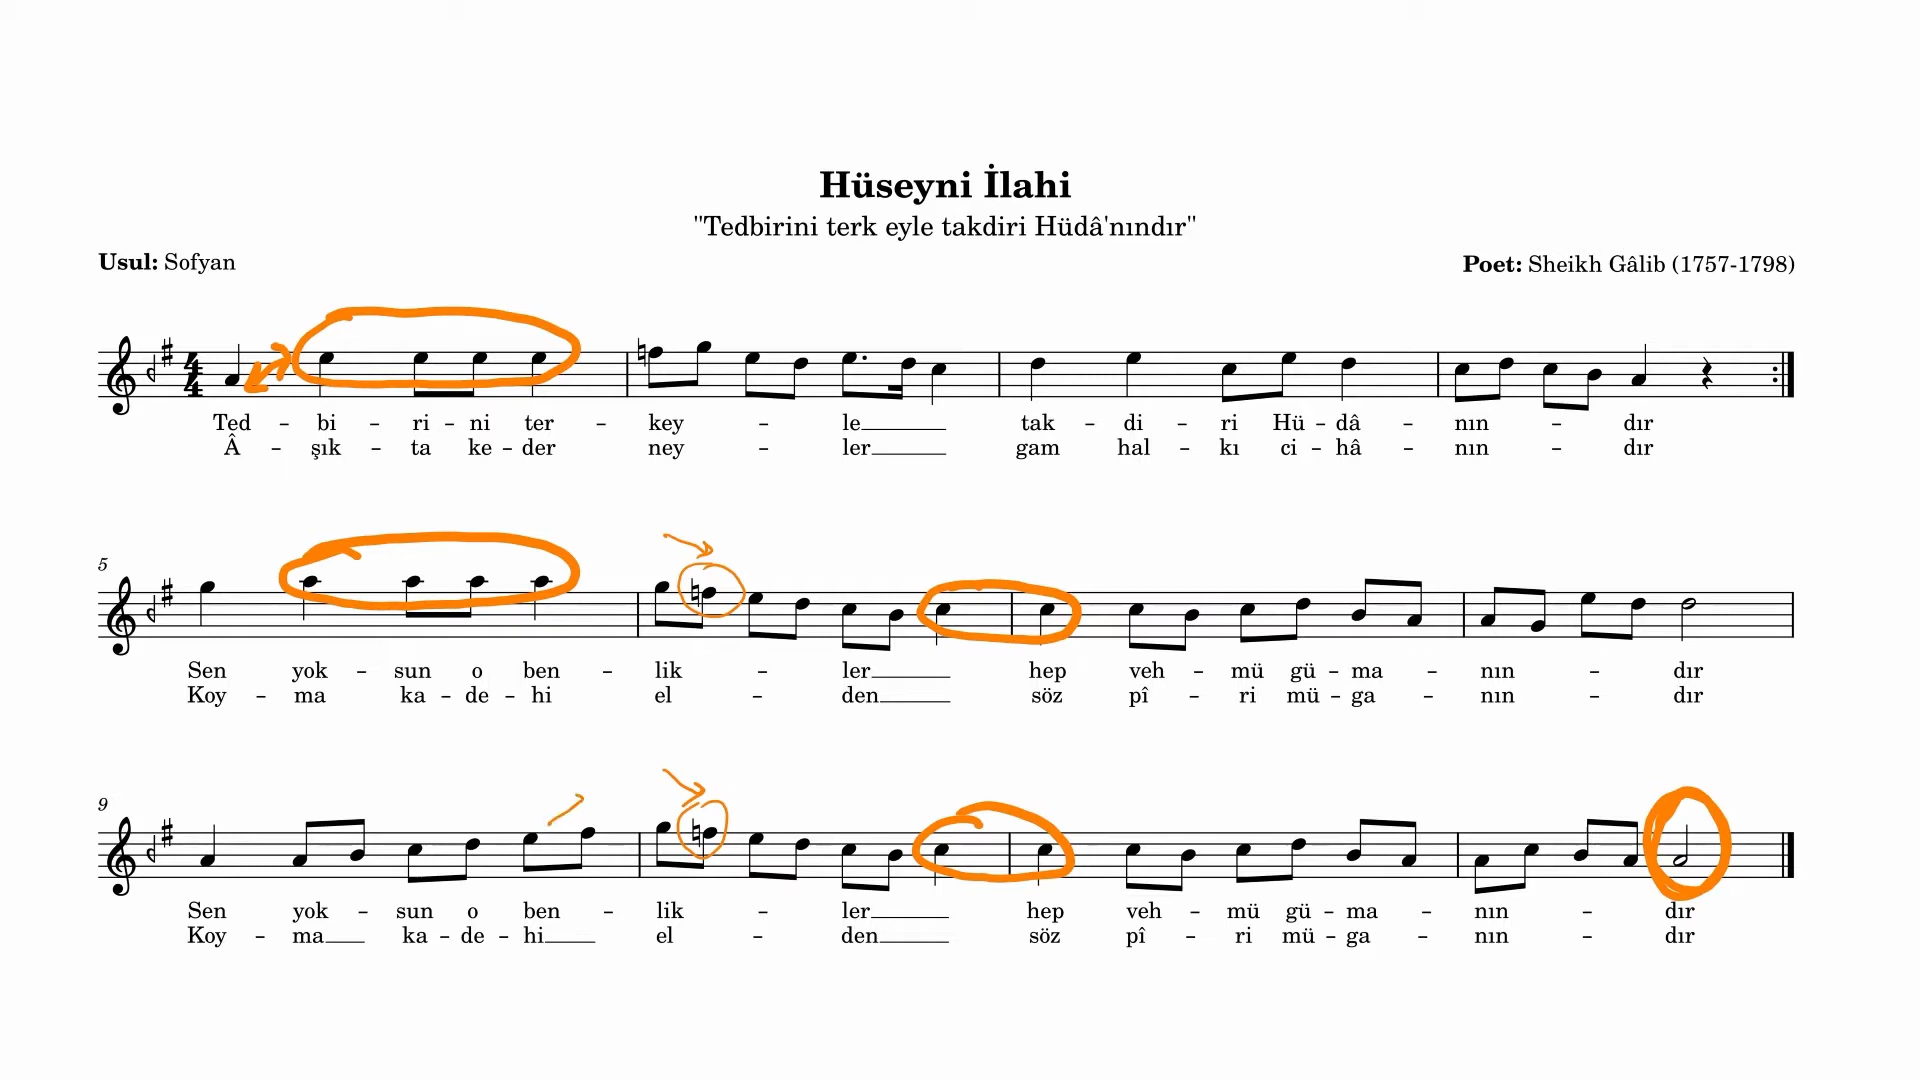 Hüseyni İlahi
"Tedbirini terk eyle takdiri Hüdâ'nındır"
Usul: Sofyan
Poet: Sheikh Gâlib (1757-1798)
4
4
Ted - bi - ri - ni ter - key - le tak - di - ri Hü - dâ - nın - dır
Â - şık - ta ke - der ney - ler gam hal - kı ci - hâ - nın - dır
5
Sen yok - sun o ben - lik - ler hep veh - mü gü - ma - nın - dır
Koy - ma ka - de - hi el - den söz pî - ri mü - ga - nın - dır
9
Sen yok - sun o ben - lik - ler hep veh - mü gü - ma - nın - dır
Koy - ma ka - de - hi el - den söz pî - ri mü - ga - nın - dır